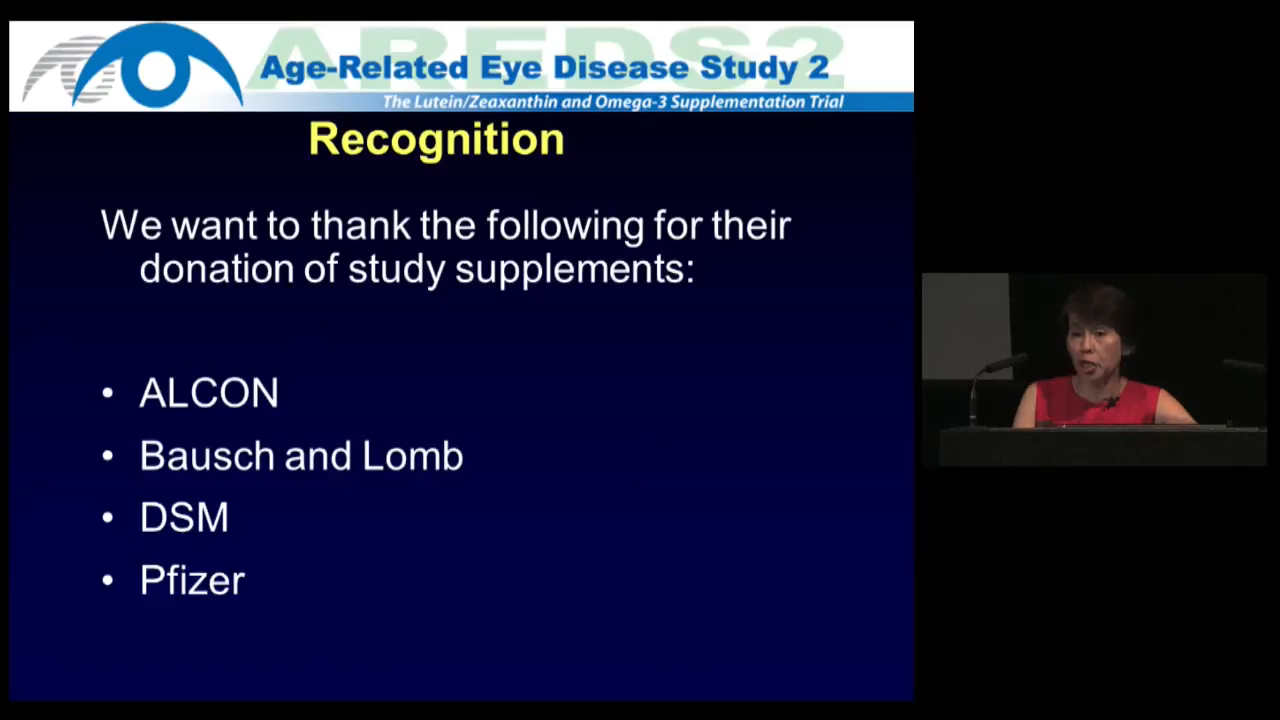 AREDS2
Age-Related Eye Disease Study 2
The Lutein/Zeaxanthin and Omega-3 Supplementation Trial
Recognition
We want to thank the following for their
donation of study supplements:
• ALCON
• Bausch and Lomb
• DSM
• Pfizer